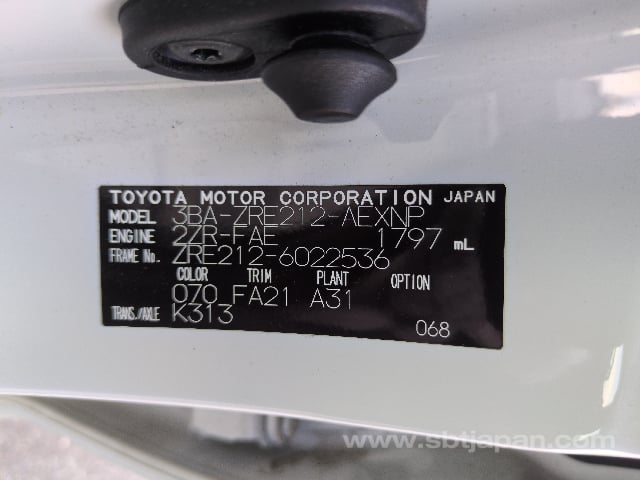 TOYOTA MOTOR CORPORATION JAPAN
MODEL 3BA-ZRE212-AEXNP
ENGINE 2ZR-FAE 1797 mL
FRAME No. ZRE212-6022536
COLOR TRIM PLANT OPTION
070 FA21 A31
TRANS./AXLE K313
068
www.sbtjapan.com